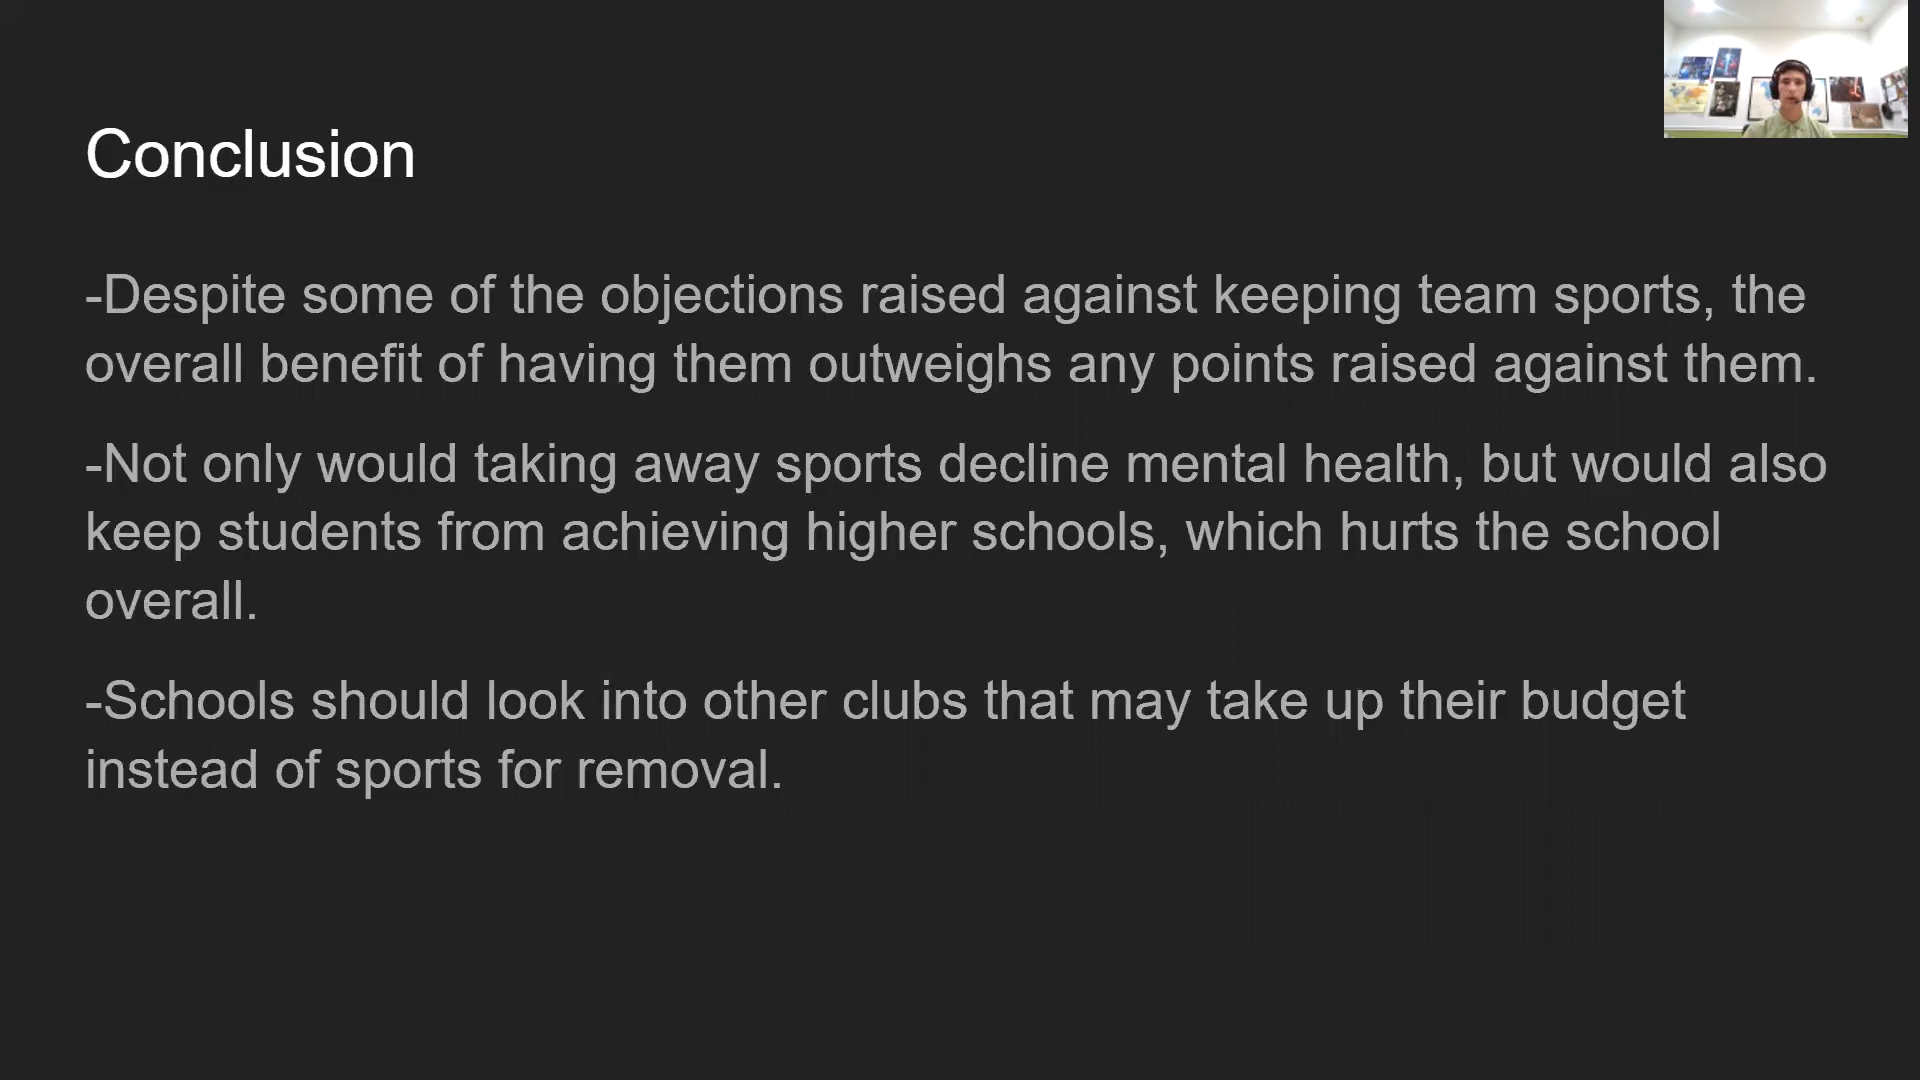 Conclusion
-Despite some of the objections raised against keeping team sports, the
overall benefit of having them outweighs any points raised against them.
-Not only would taking away sports decline mental health, but would also
keep students from achieving higher schools, which hurts the school
overall.
-Schools should look into other clubs that may take up their budget
instead of sports for removal.